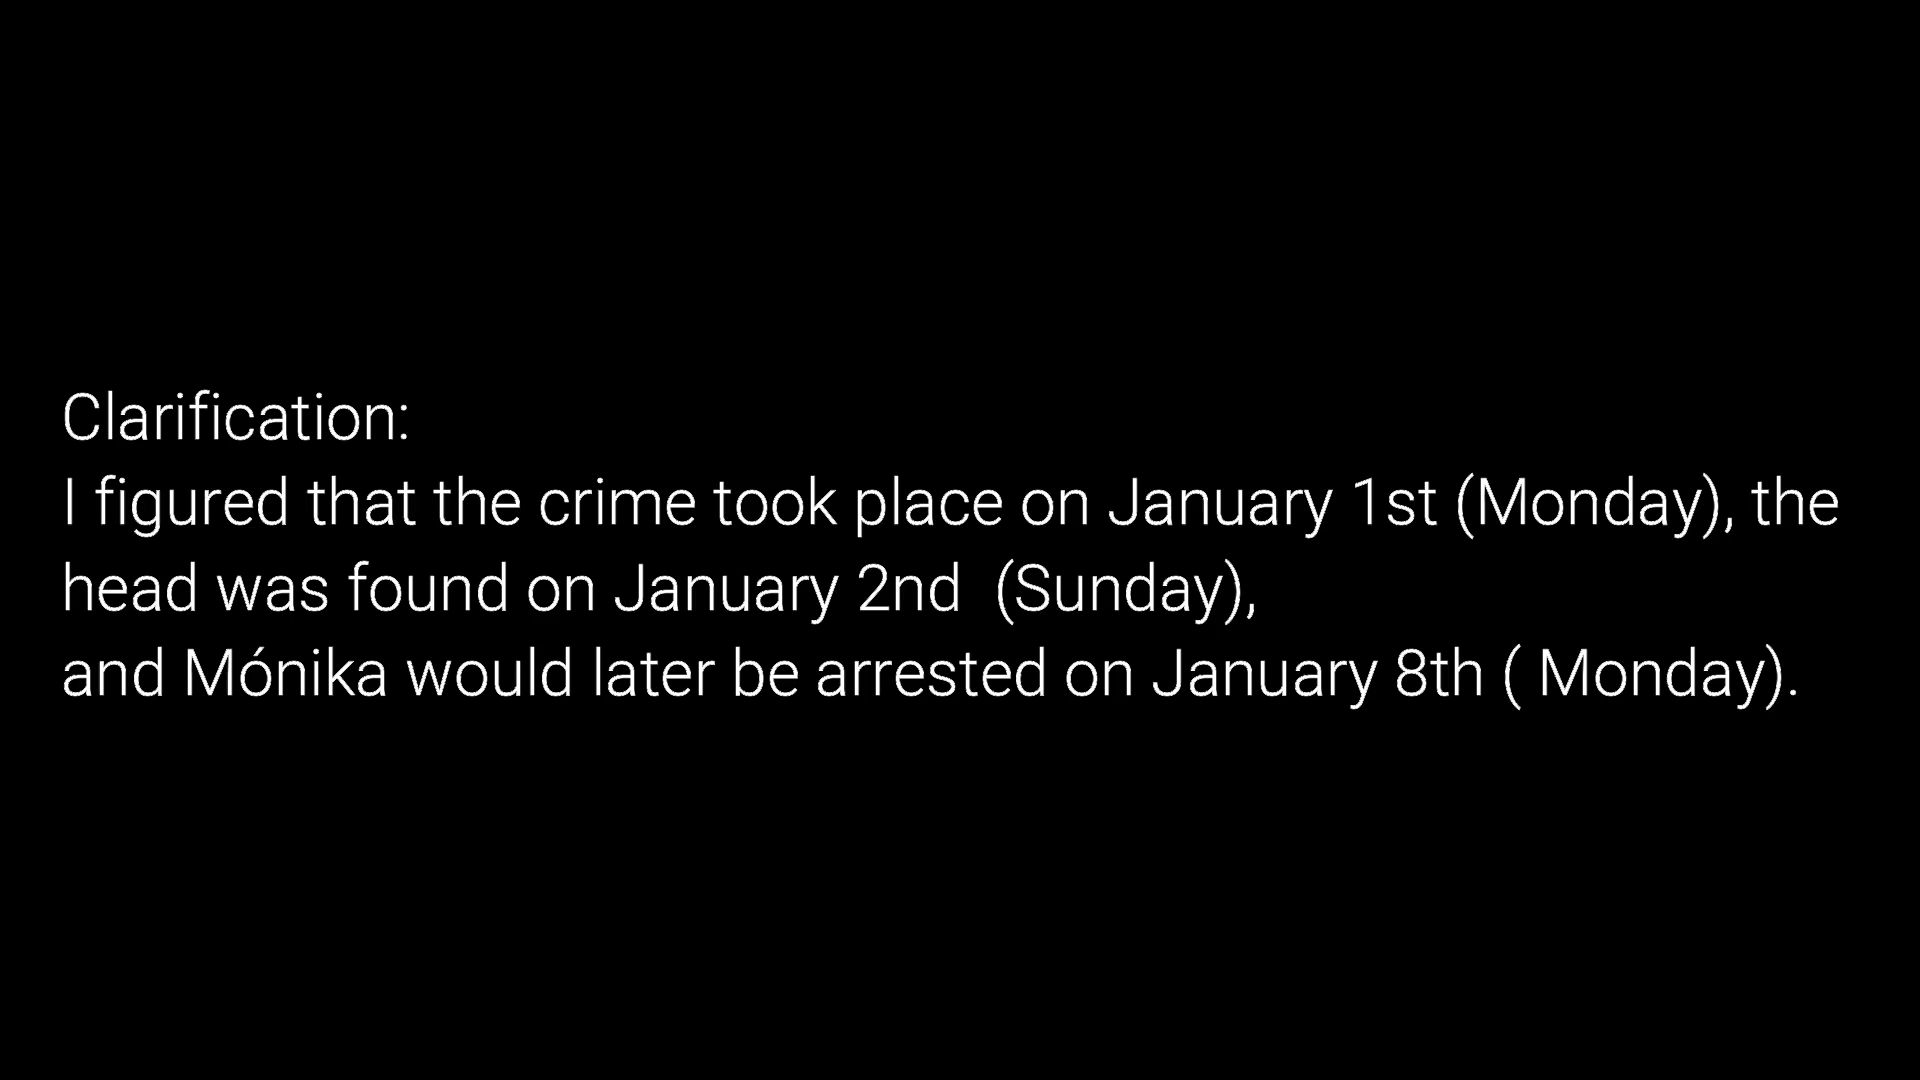 Clarification:
I figured that the crime took place on January 1st (Monday), the
head was found on January 2nd  (Sunday),
and Mónika would later be arrested on January 8th ( Monday).